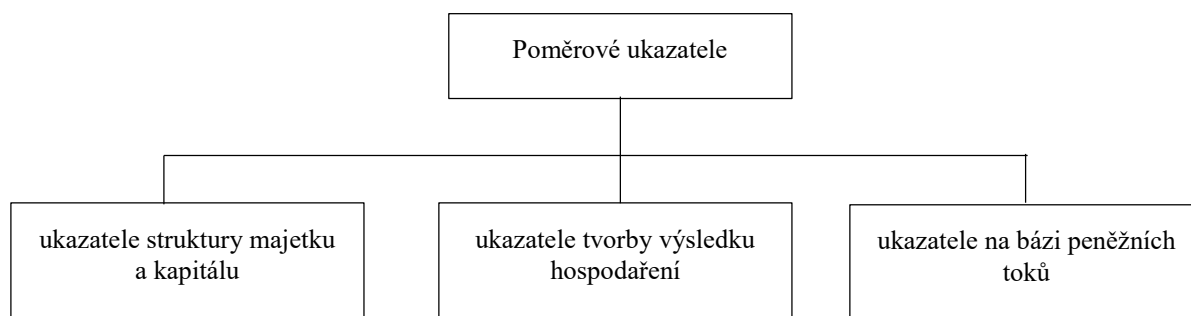 Poměrové ukazatele
ukazatele struktury majetku
a kapitálu
ukazatele tvorby výsledku
hospodaření
ukazatele na bázi peněžních
toků